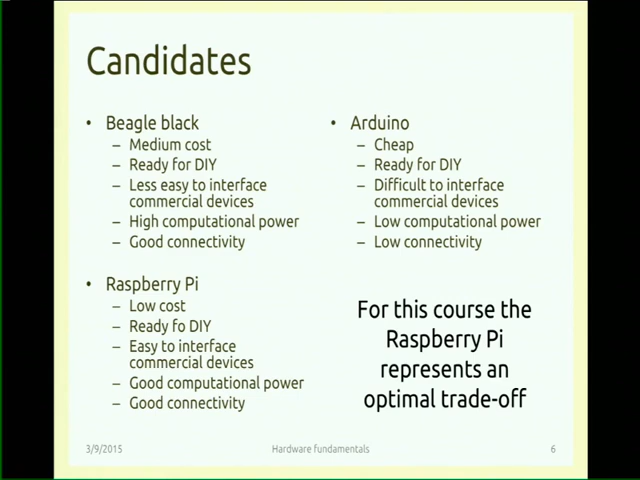 Candidates
• Beagle black
– Medium cost
– Ready for DIY
– Less easy to interface
commercial devices
– High computational power
– Good connectivity
• Raspberry Pi
– Low cost
– Ready fo DIY
– Easy to interface
commercial devices
– Good computational power
– Good connectivity
• Arduino
– Cheap
– Ready for DIY
– Difficult to interface
commercial devices
– Low computational power
– Low connectivity
For this course the
Raspberry Pi
represents an
optimal trade-off
3/9/2015
Hardware fundamentals
6